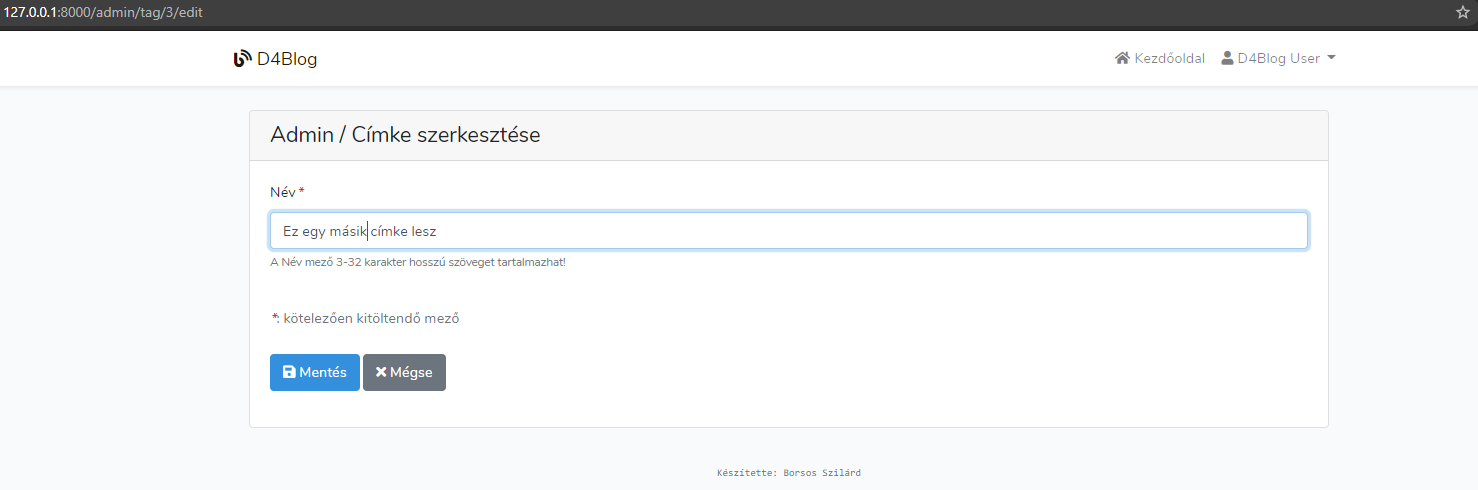 127.0.0.1:8000/admin/tag/3/edit
D4Blog Kezdőoldal D4Blog User
Admin / Címke szerkesztése
Név *
Ez egy másik címke lesz
A Név mező 3-32 karakter hosszú szöveget tartalmazhat!
*: kötelezően kitöltendő mező
Mentés Mégse
Készítette: Borsos Szilárd